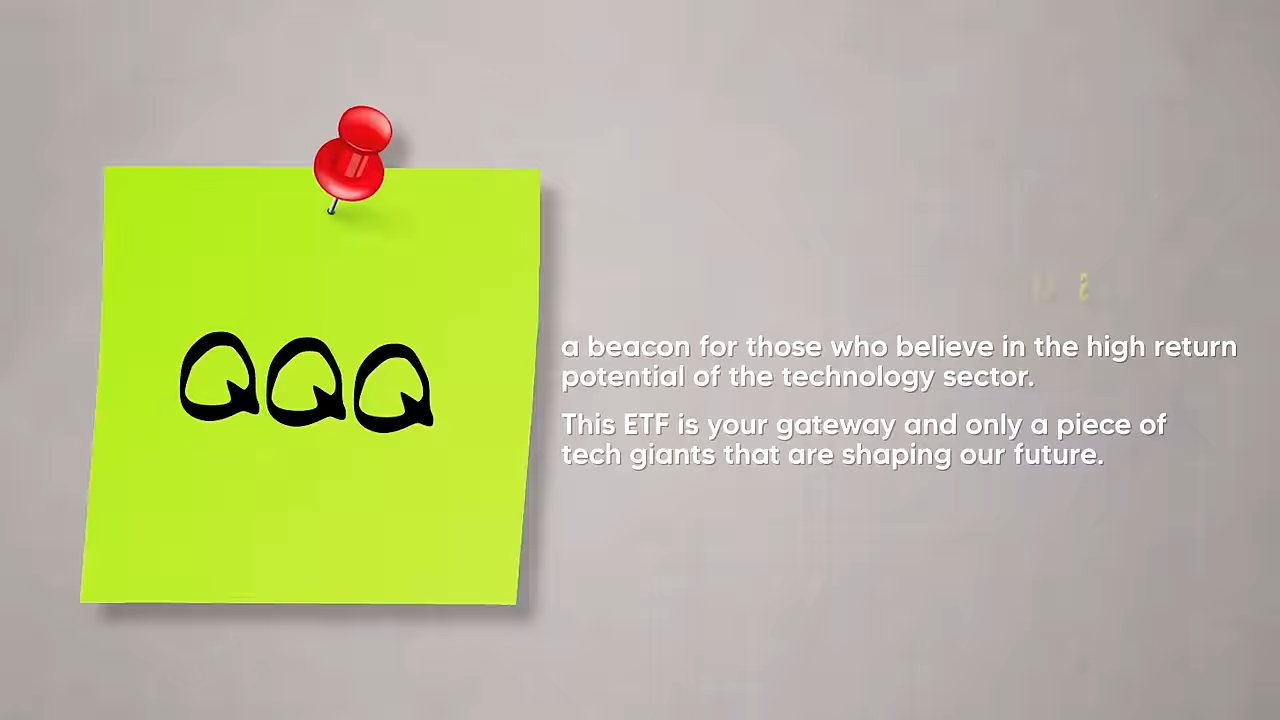 QQQ
a beacon for those who believe in the high return
potential of the technology sector.
This ETF is your gateway and only a piece of
tech giants that are shaping our future.